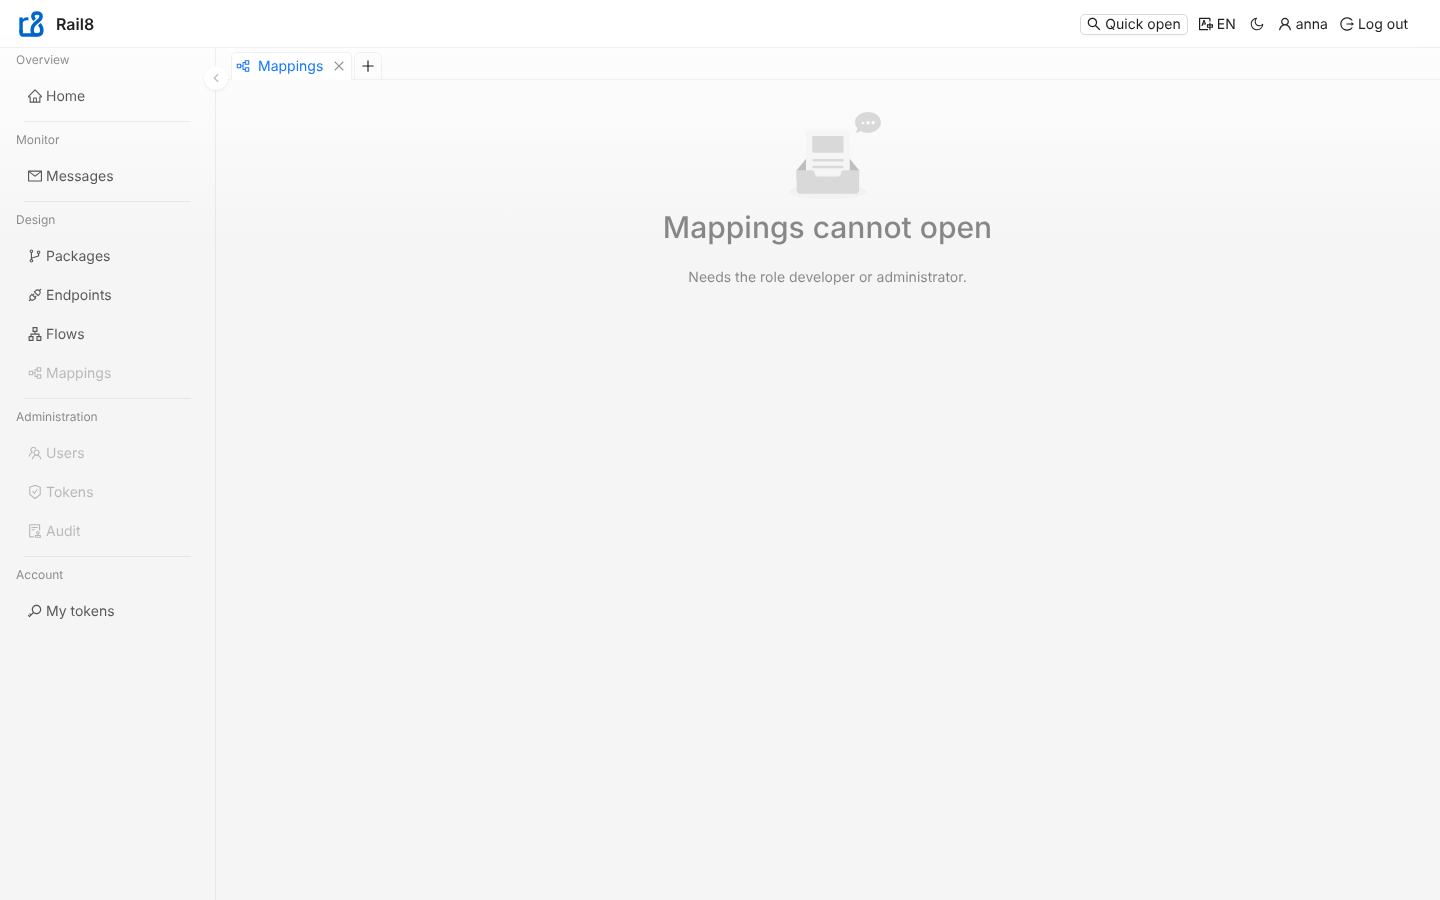 Rail8
Quick open
EN
anna
Log out
Overview
Home
Monitor
Messages
Design
Packages
Endpoints
Flows
Mappings
Administration
Users
Tokens
Audit
Account
My tokens
Mappings
Mappings cannot open
Needs the role developer or administrator.